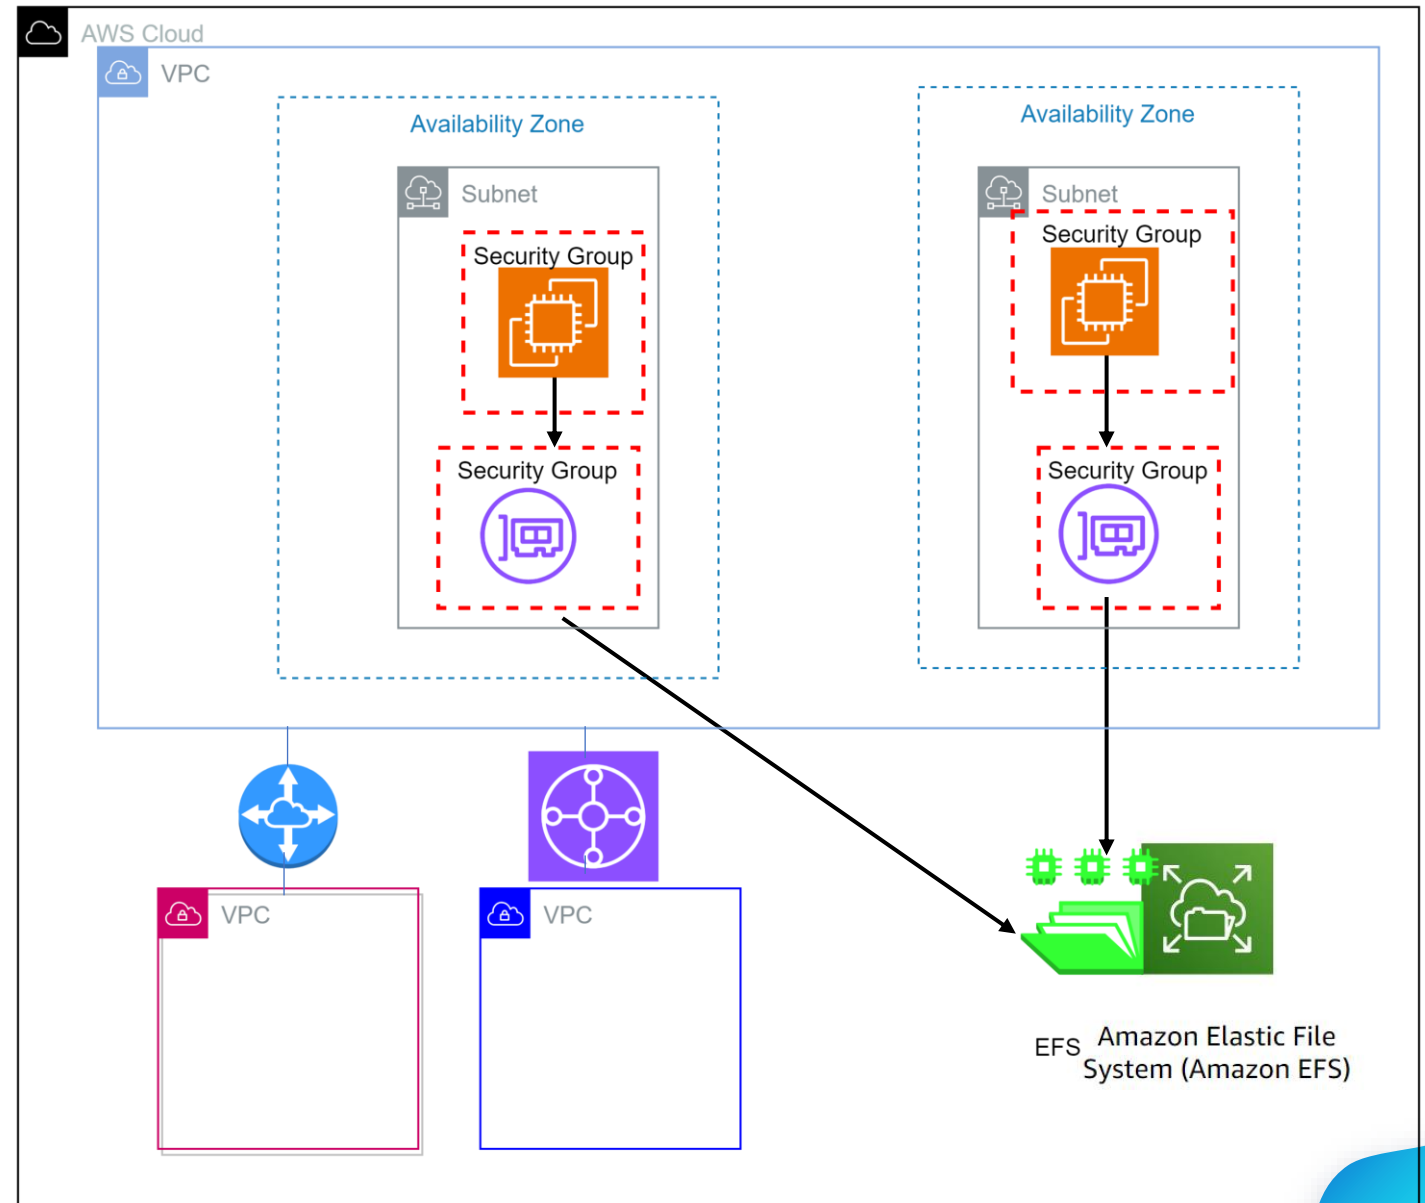 AWS Cloud
VPC
Availability Zone
Availability Zone
Subnet
Subnet
Security Group
Security Group
Security Group
Security Group
VPC
VPC
EFS
Amazon Elastic File
System (Amazon EFS)